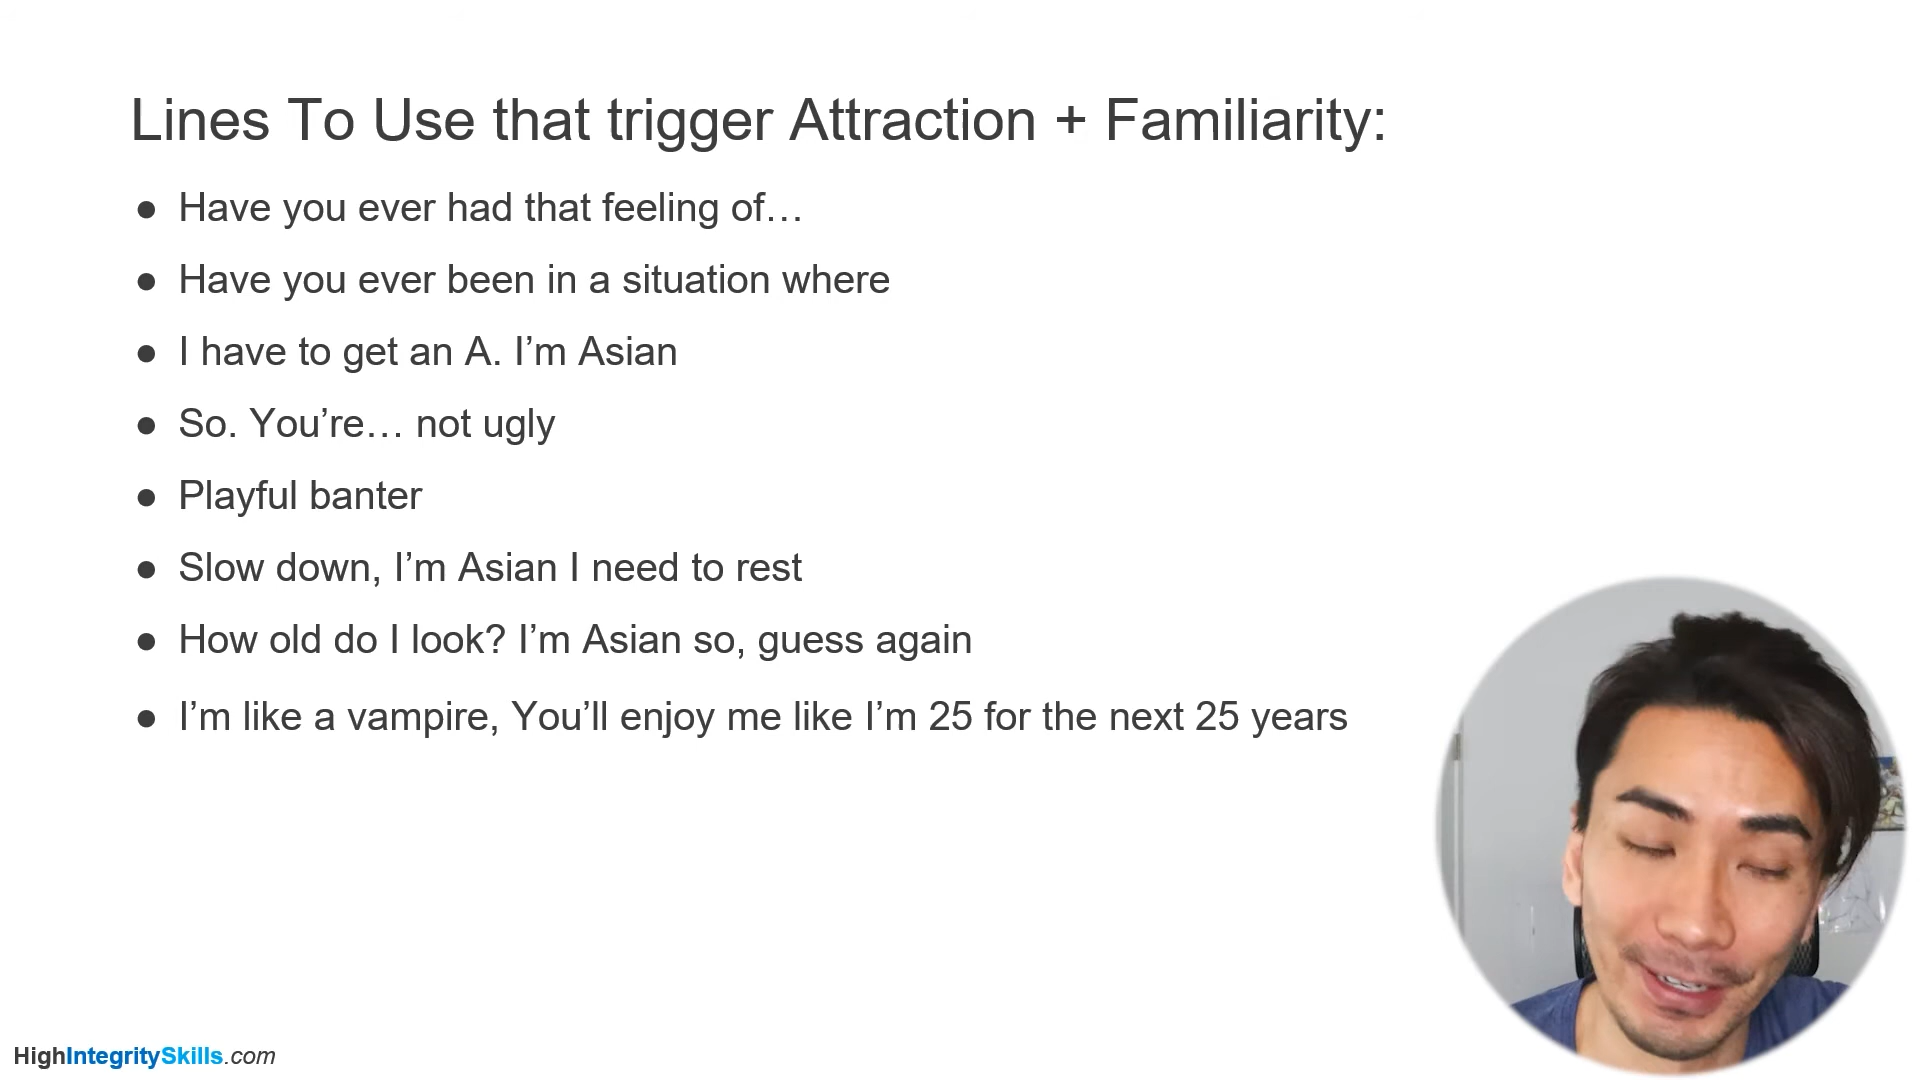 Lines To Use that trigger Attraction + Familiarity:
● Have you ever had that feeling of…
● Have you ever been in a situation where
● I have to get an A. I’m Asian
● So. You’re… not ugly
● Playful banter
● Slow down, I’m Asian I need to rest
● How old do I look? I’m Asian so, guess again
● I’m like a vampire, You’ll enjoy me like I’m 25 for the next 25 years
HighIntegritySkills.com